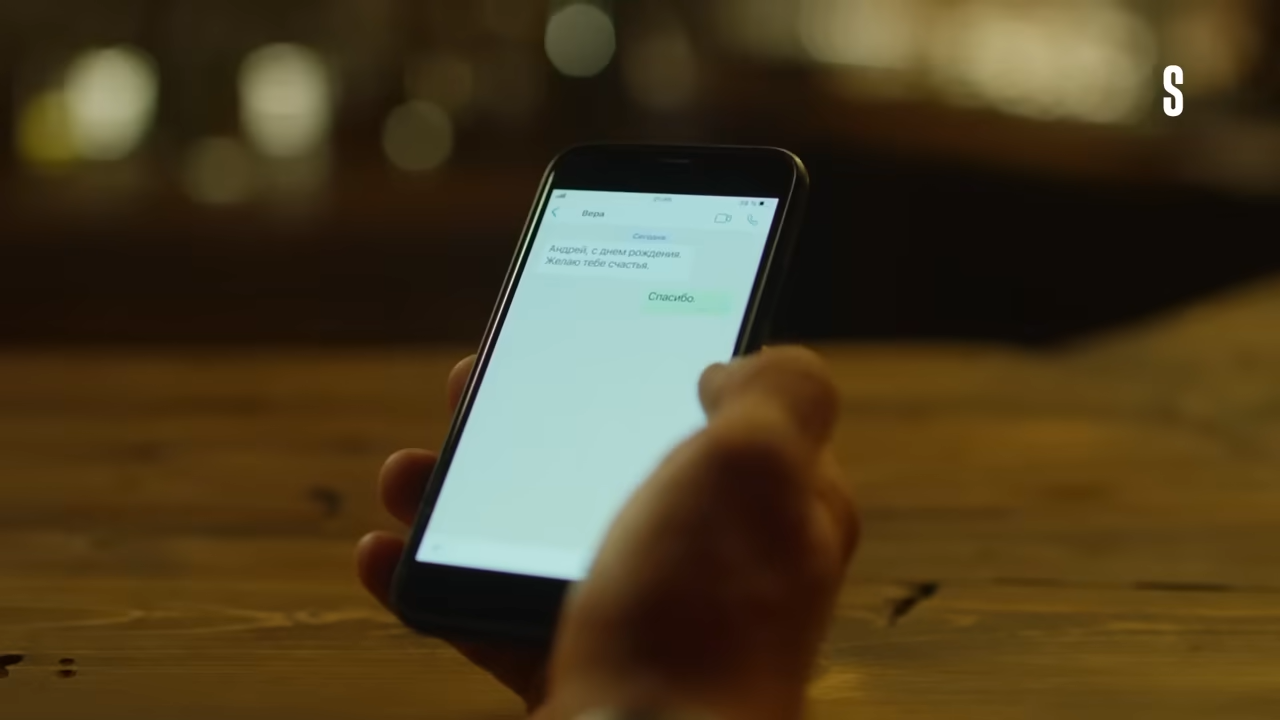 S
Вера
Сегодня
Андрей, с днем рождения.
Желаю тебе счастья.
Спасибо.